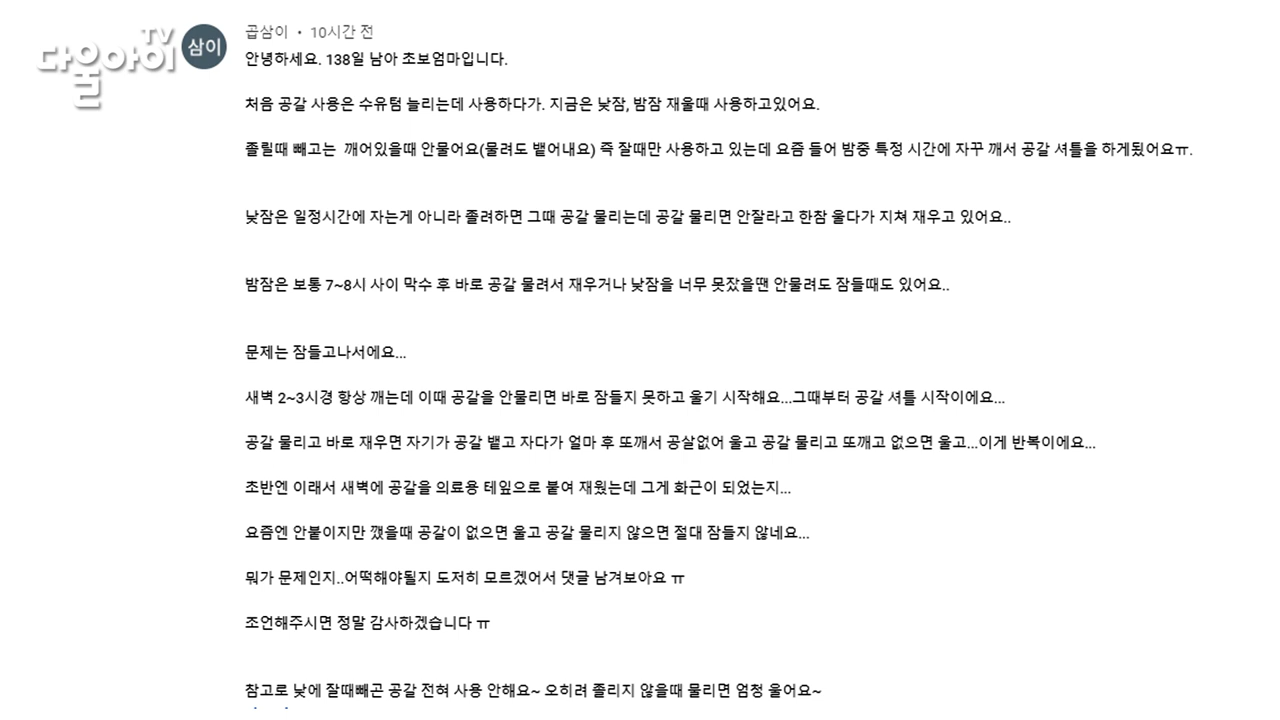 TV
다울아이
삼이
곱삼이 • 10시간 전
안녕하세요. 138일 남아 초보엄마입니다.
처음 공갈 사용은 수유텀 늘리는데 사용하다가. 지금은 낮잠, 밤잠 재울때 사용하고있어요.
졸릴때 빼고는 깨어있을때 안물어요(물려도 뱉어내요) 즉 잘때만 사용하고 있는데 요즘 들어 밤중 특정 시간에 자꾸 깨서 공갈 셔틀을 하게됬어요ㅠ.
낮잠은 일정시간에 자는게 아니라 졸려하면 그때 공갈 물리는데 공갈 물리면 안잘라고 한참 울다가 지쳐 재우고 있어요..
밤잠은 보통 7~8시 사이 막수 후 바로 공갈 물려서 재우거나 낮잠을 너무 못잤을땐 안물려도 잠들때도 있어요..
문제는 잠들고나서에요...
새벽 2~3시경 항상 깨는데 이때 공갈을 안물리면 바로 잠들지 못하고 울기 시작해요...그때부터 공갈 셔틀 시작이에요...
공갈 물리고 바로 재우면 자기가 공갈 뱉고 자다가 얼마 후 또깨서 공살없어 울고 공갈 물리고 또깨고 없으면 울고...이게 반복이에요...
초반엔 이래서 새벽에 공갈을 의료용 테잎으로 붙여 재웠는데 그게 화근이 되었는지...
요즘엔 안붙이지만 깼을때 공갈이 없으면 울고 공갈 물리지 않으면 절대 잠들지 않네요...
뭐가 문제인지..어떡해야될지 도저히 모르겠어서 댓글 남겨보아요 ㅠ
조언해주시면 정말 감사하겠습니다 ㅠ
참고로 낮에 잘때빼곤 공갈 전혀 사용 안해요~ 오히려 졸리지 않을때 물리면 엄청 울어요~